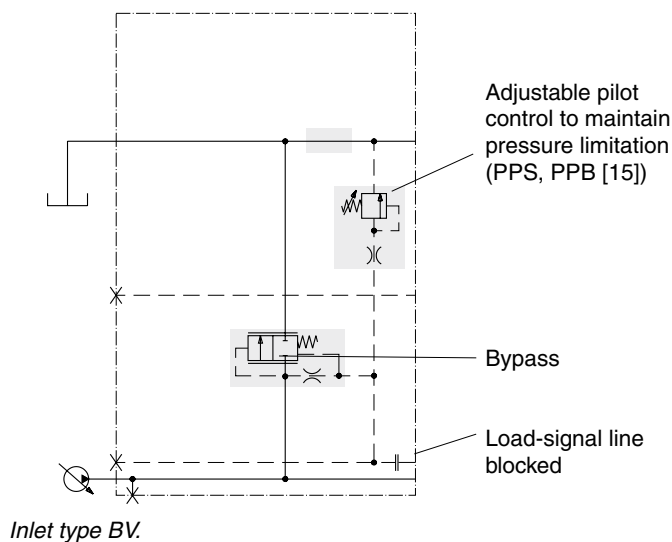 Adjustable pilot
control to maintain
pressure limitation
(PPS, PPB [15])
Bypass
Load-signal line
blocked
Inlet type BV.